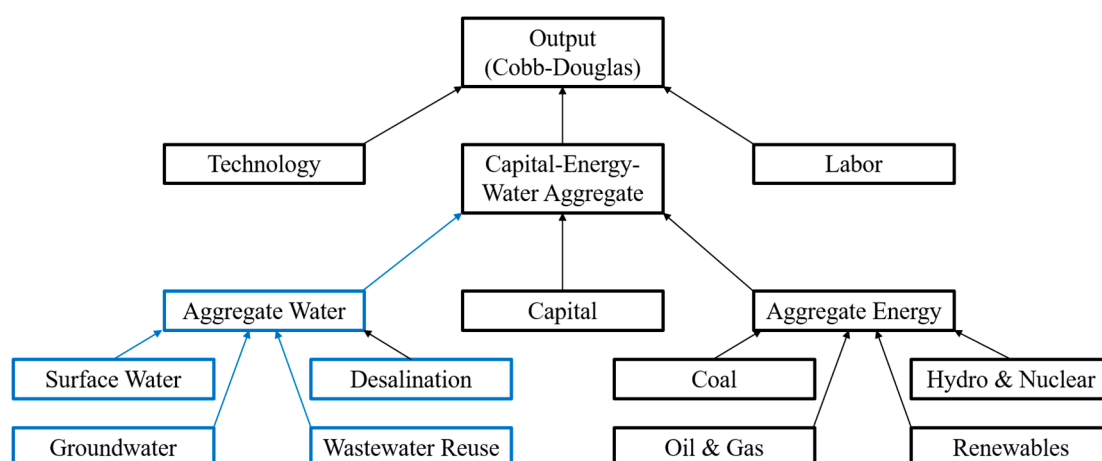 Output
(Cobb-Douglas)
Technology
Capital-Energy-
Water Aggregate
Labor
Aggregate Water
Capital
Aggregate Energy
Surface Water
Desalination
Coal
Hydro & Nuclear
Groundwater
Wastewater Reuse
Oil & Gas
Renewables